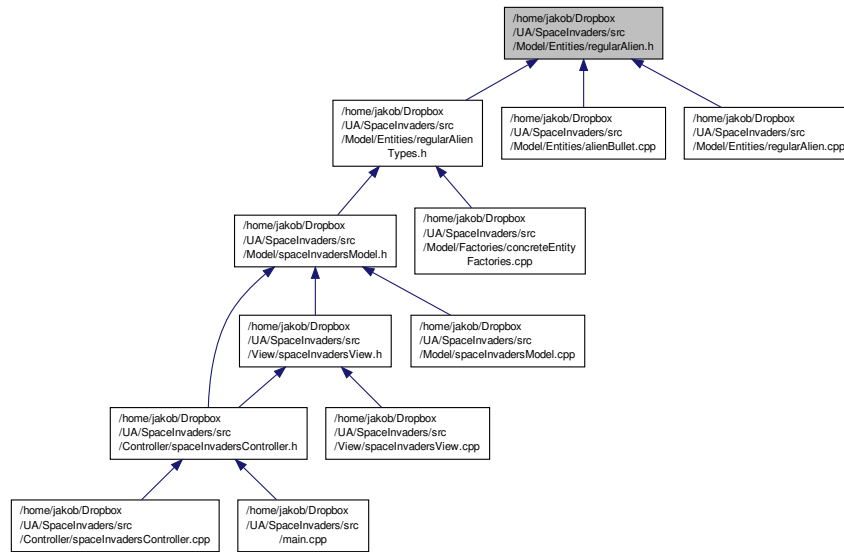 /home/jakob/Dropbox
/UA/SpaceInvaders/src
/Model/Entities/regularAlien.h
/home/jakob/Dropbox
/UA/SpaceInvaders/src
/Model/Entities/regularAlien
Types.h
/home/jakob/Dropbox
/UA/SpaceInvaders/src
/Model/Entities/alienBullet.cpp
/home/jakob/Dropbox
/UA/SpaceInvaders/src
/Model/Entities/regularAlien.cpp
/home/jakob/Dropbox
/UA/SpaceInvaders/src
/Model/spaceInvadersModel.h
/home/jakob/Dropbox
/UA/SpaceInvaders/src
/Model/Factories/concreteEntity
Factories.cpp
/home/jakob/Dropbox
/UA/SpaceInvaders/src
/View/spaceInvadersView.h
/home/jakob/Dropbox
/UA/SpaceInvaders/src
/Model/spaceInvadersModel.cpp
/home/jakob/Dropbox
/UA/SpaceInvaders/src
/Controller/spaceInvadersController.h
/home/jakob/Dropbox
/UA/SpaceInvaders/src
/View/spaceInvadersView.cpp
/home/jakob/Dropbox
/UA/SpaceInvaders/src
/Controller/spaceInvadersController.cpp
/home/jakob/Dropbox
/UA/SpaceInvaders/src
/main.cpp